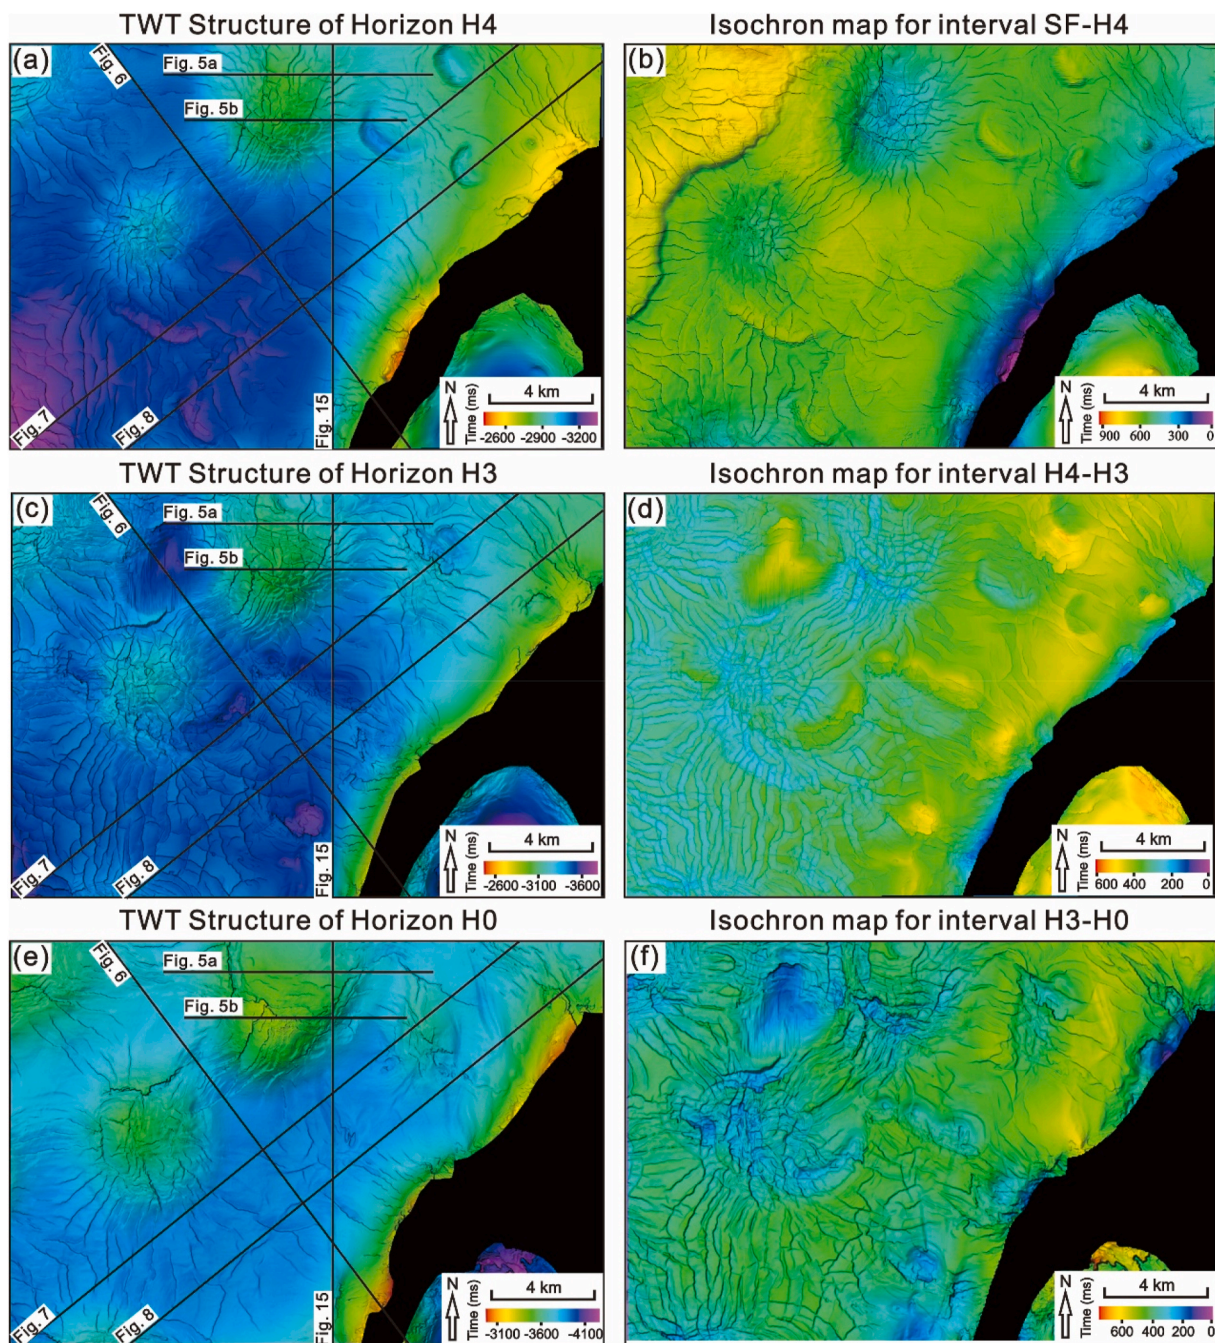 TWT Structure of Horizon H4
Isochron map for interval SF-H4
(a)
Fig. 6
Fig. 5a
Fig. 5b
Fig. 7
Fig. 8
Fig. 15
N
4 km
Time (ms)
-2600 -2900 -3200
(b)
N
4 km
Time (ms)
900 600 300 0
TWT Structure of Horizon H3
Isochron map for interval H4-H3
(c)
Fig. 6
Fig. 5a
Fig. 5b
Fig. 7
Fig. 8
Fig. 15
N
4 km
Time (ms)
-2600 -3100 -3600
(d)
N
4 km
Time (ms)
600 400 200 0
TWT Structure of Horizon H0
Isochron map for interval H3-H0
(e)
Fig. 6
Fig. 5a
Fig. 5b
Fig. 7
Fig. 8
Fig. 15
N
4 km
Time (ms)
-3100 -3600 -4100
(f)
N
4 km
Time (ms)
600 400 200 0